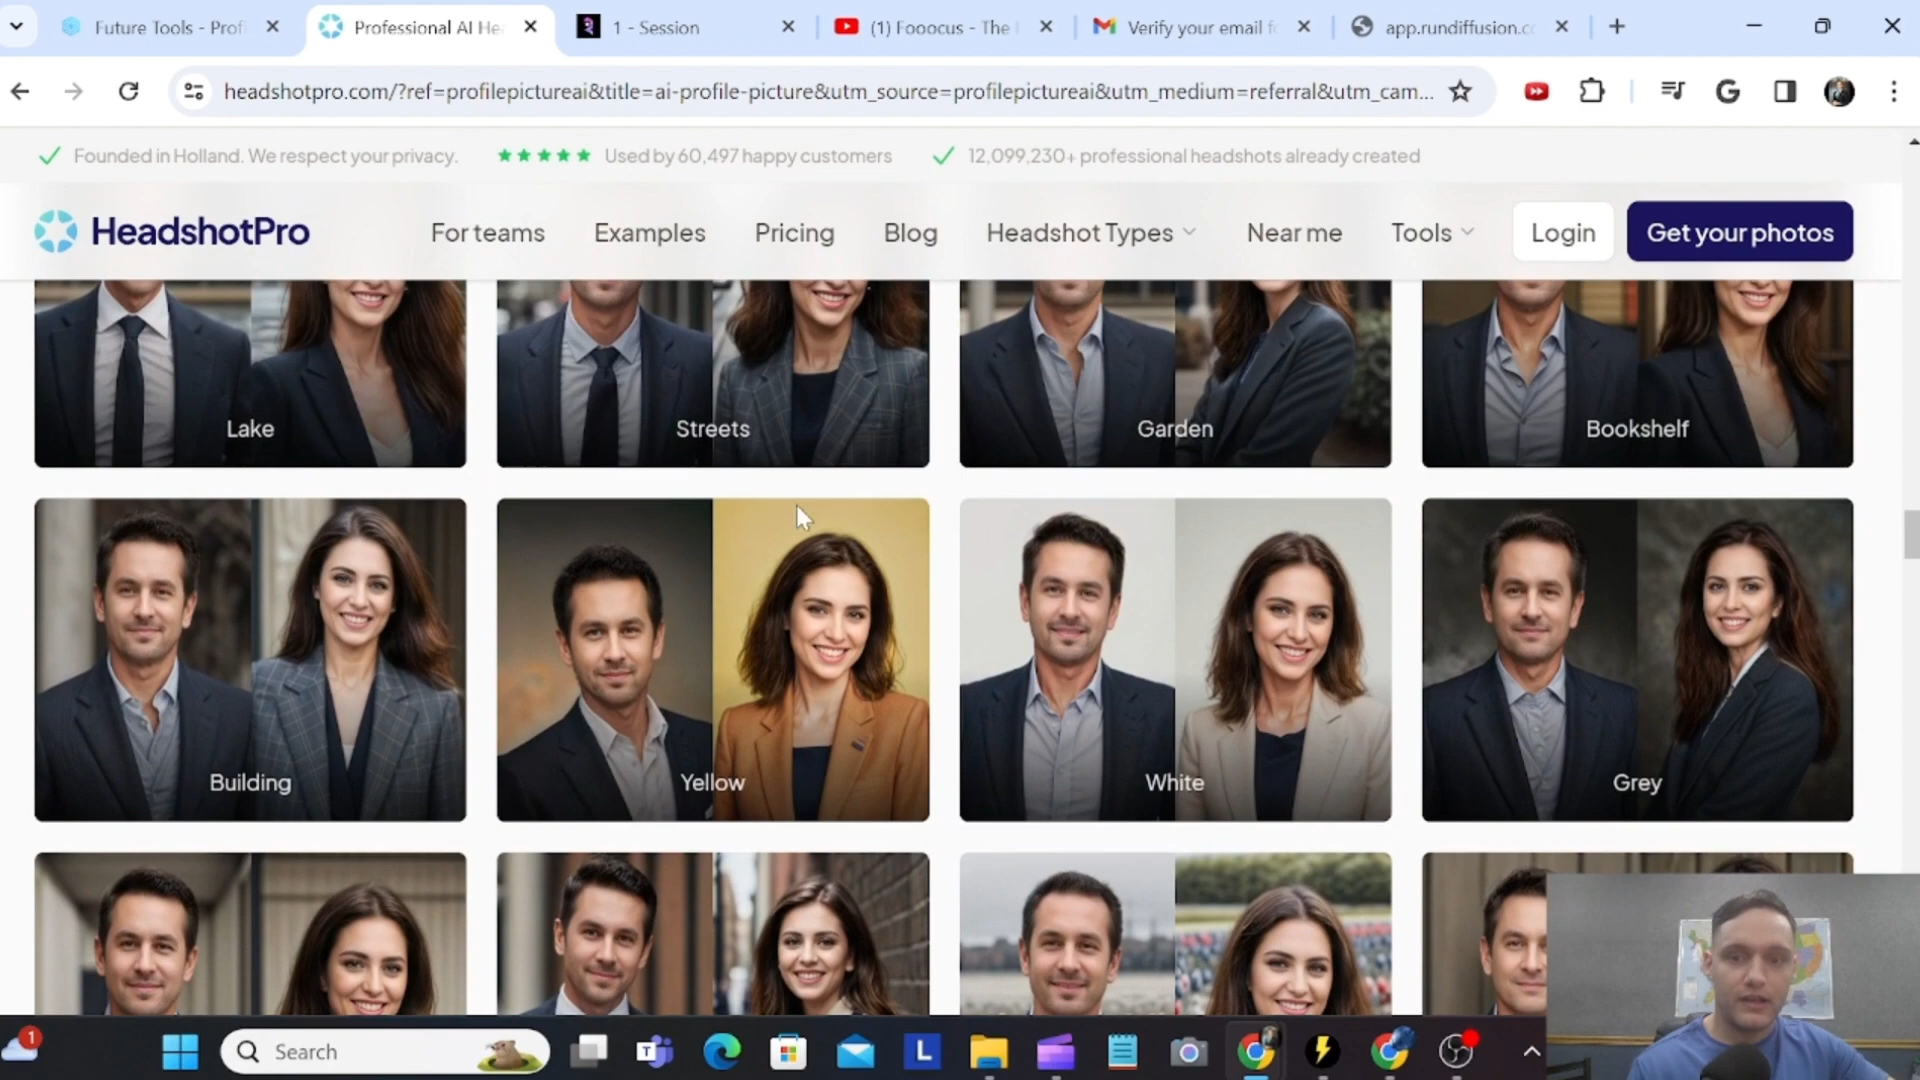 Future Tools - Profi
Professional AI He
1 - Session
(1) Fooocus - The
Verify your email f
app.rundiffusion.c
headshotpro.com/?ref=profilepictureai&title=ai-profile-picture&utm_source=profilepictureai&utm_medium=referral&utm_cam...
Founded in Holland. We respect your privacy.
Used by 60,497 happy customers
12,099,230+ professional headshots already created
HeadshotPro
For teams
Examples
Pricing
Blog
Headshot Types
Near me
Tools
Login
Get your photos
Lake
Streets
Garden
Bookshelf
Building
Yellow
White
Grey
1
Search
T
L